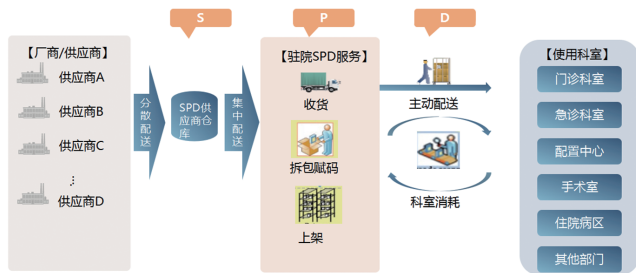 S
P
D
【厂商/供应商】
供应商A
供应商B
供应商C
...
供应商D
分散配送
SPD供
应商仓
库
集中配送
【驻院SPD服务】
收货
拆包赋码
上架
主动配送
科室消耗
【使用科室】
门诊科室
急诊科室
配置中心
手术室
住院病区
其他部门